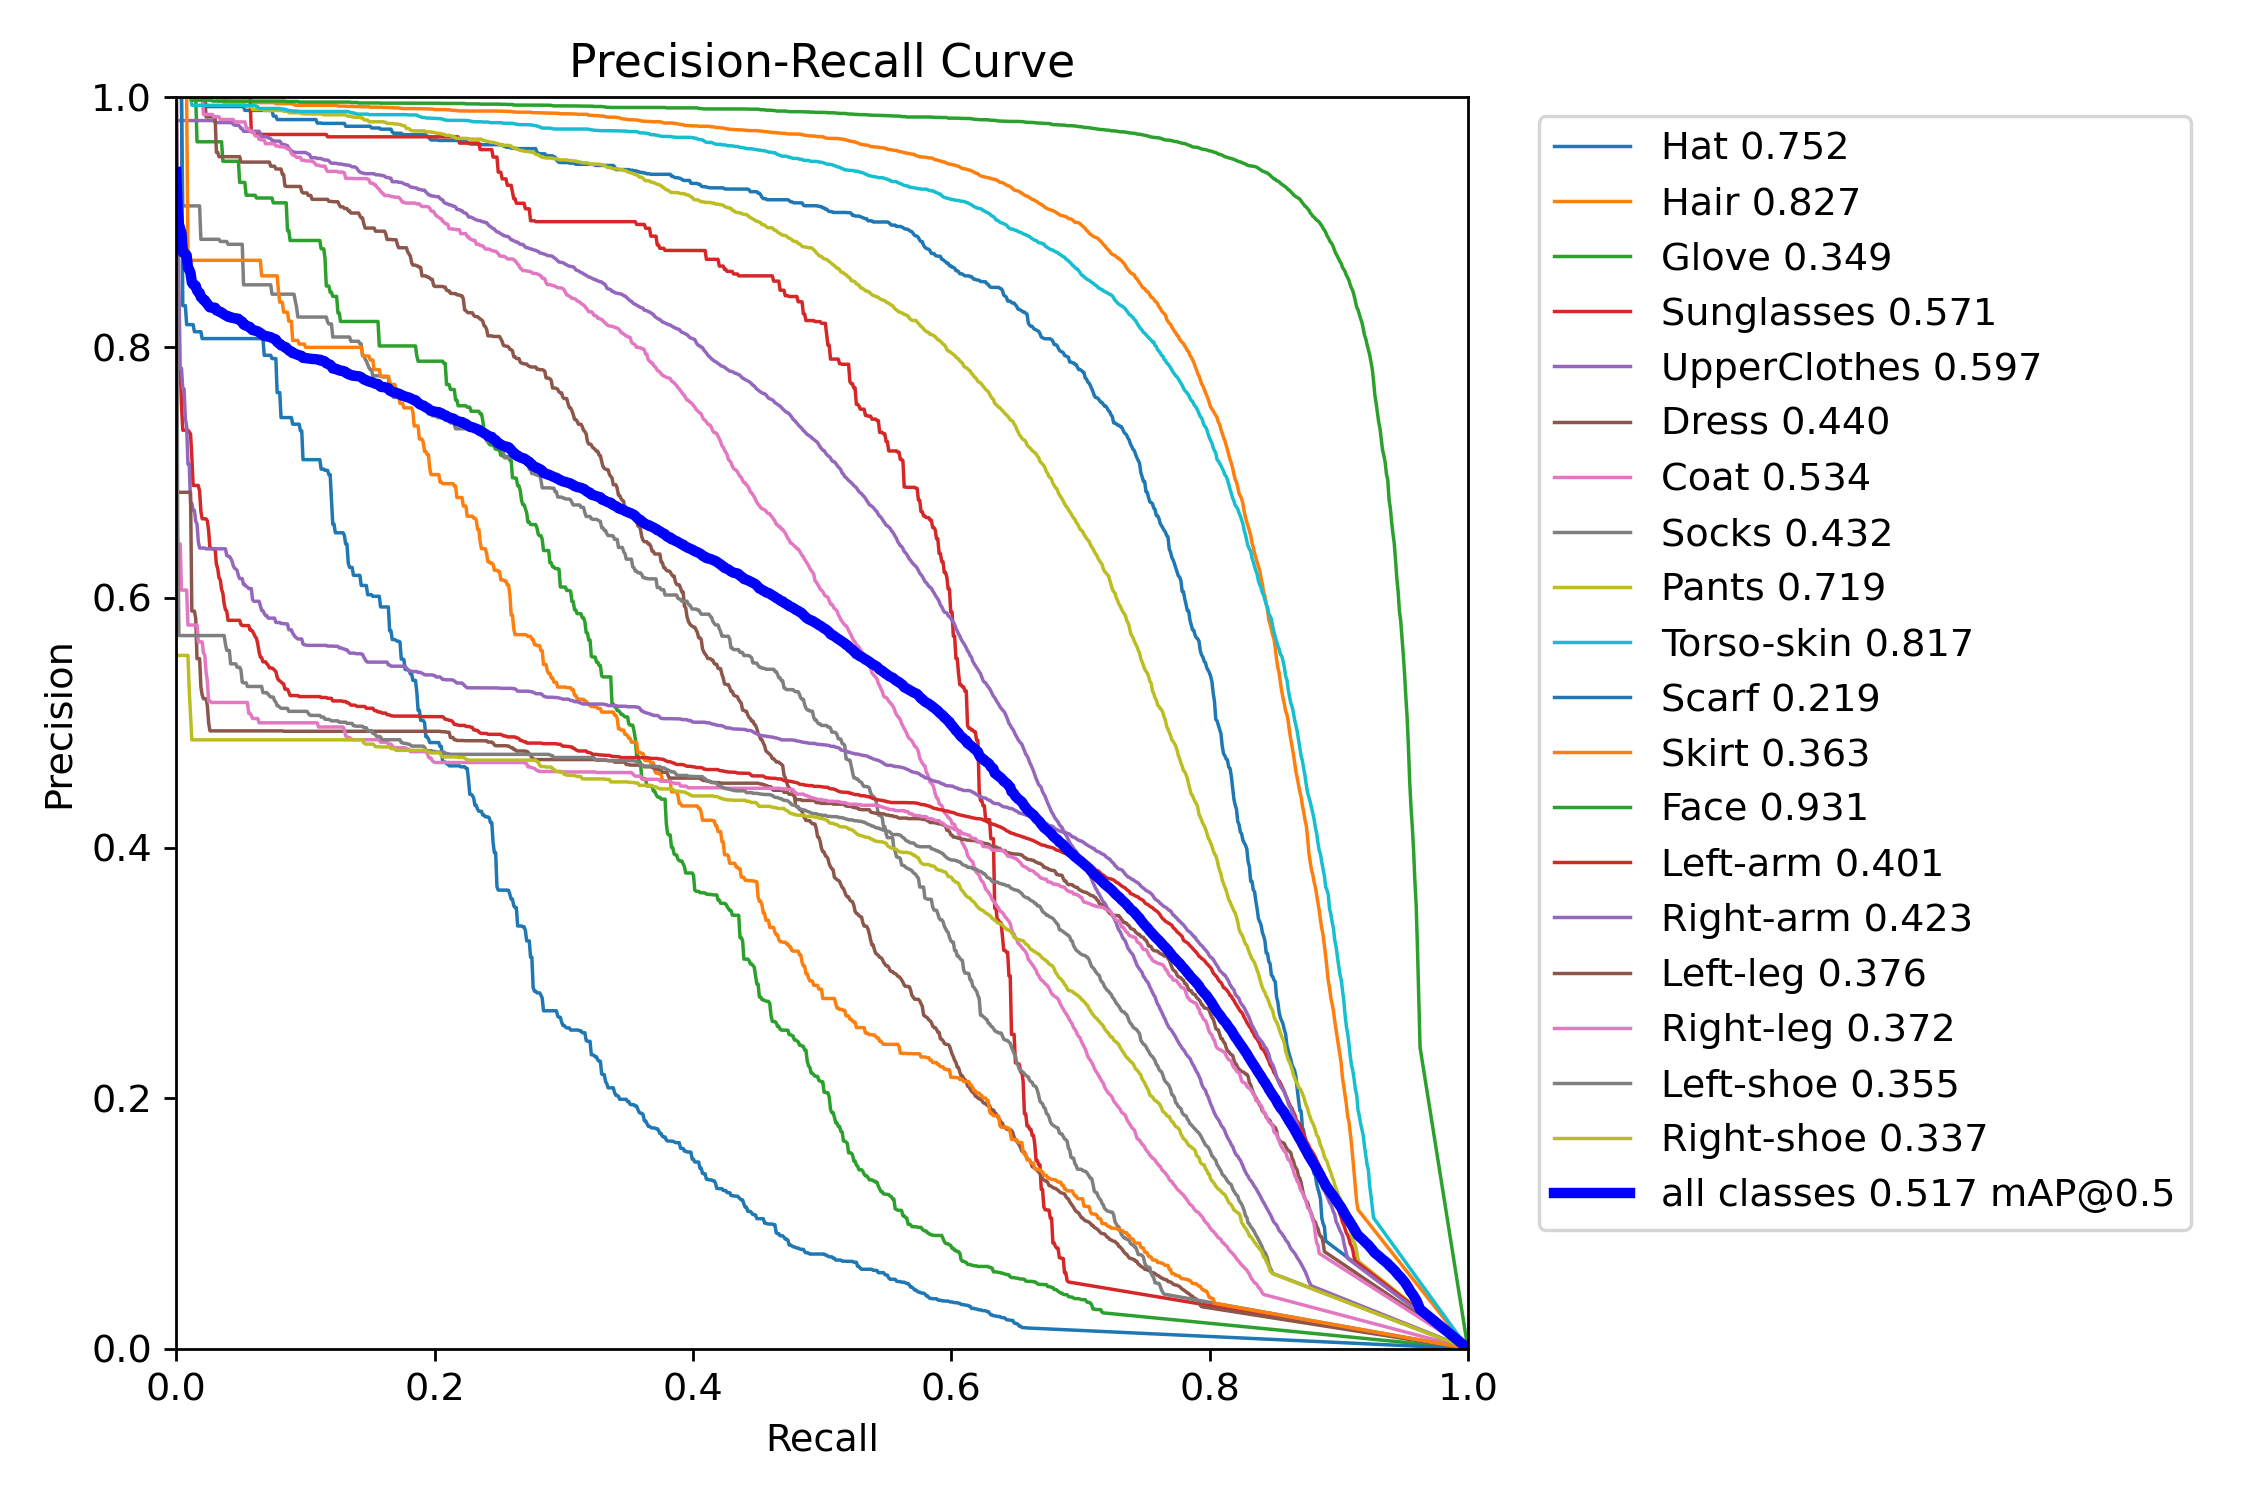 Precision-Recall Curve
1.0
0.8
0.6
0.4
0.2
0.0
Precision
0.0 0.2 0.4 0.6 0.8 1.0
Recall
Hat 0.752
Hair 0.827
Glove 0.349
Sunglasses 0.571
UpperClothes 0.597
Dress 0.440
Coat 0.534
Socks 0.432
Pants 0.719
Torso-skin 0.817
Scarf 0.219
Skirt 0.363
Face 0.931
Left-arm 0.401
Right-arm 0.423
Left-leg 0.376
Right-leg 0.372
Left-shoe 0.355
Right-shoe 0.337
all classes 0.517 mAP@0.5